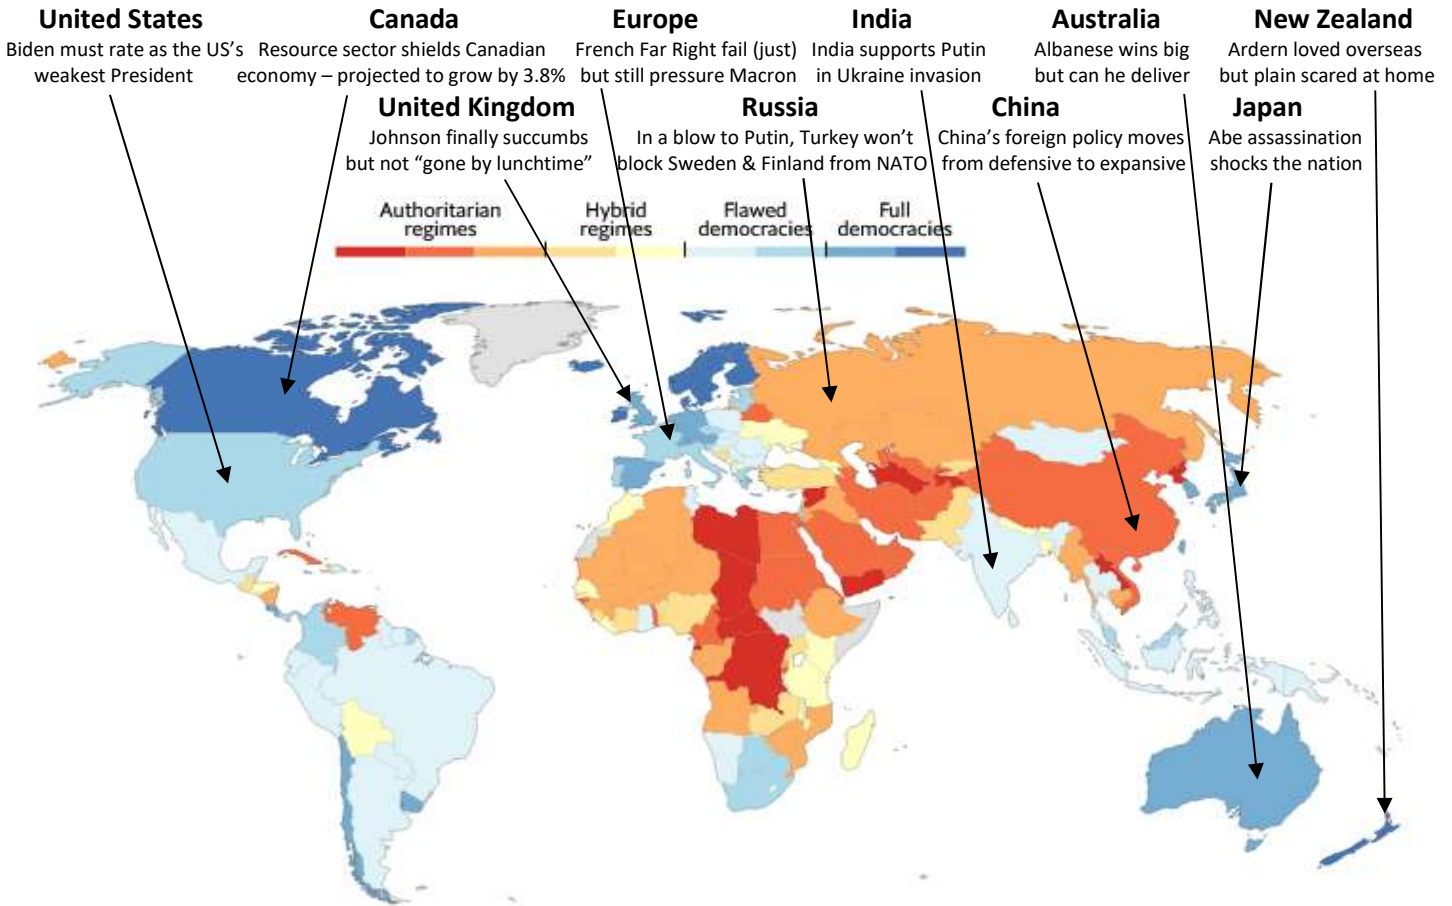 United States
Biden must rate as the US’s
weakest President
Canada
Resource sector shields Canadian
economy – projected to grow by 3.8%
Europe
French Far Right fail (just)
but still pressure Macron
India
India supports Putin
in Ukraine invasion
Australia
Albanese wins big
but can he deliver
New Zealand
Ardern loved overseas
but plain scared at home
United Kingdom
Johnson finally succumbs
but not “gone by lunchtime”
Russia
In a blow to Putin, Turkey won’t
block Sweden & Finland from NATO
China
China’s foreign policy moves
from defensive to expansive
Japan
Abe assassination
shocks the nation
Authoritarian
regimes
Hybrid
regimes
Flawed
democracies
Full
democracies